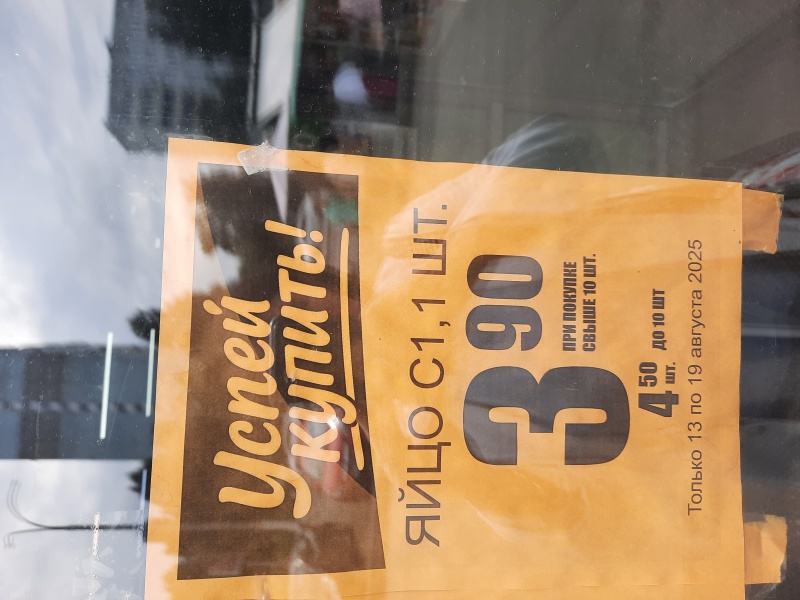 Успей
купить!
ЯЙЦО С1,1 ШТ.
3 90
ПРИ ПОКУПКЕ
СВЫШЕ 10 ШТ.
4 50 шт. ДО 10 ШТ
Только 13 по 19 августа 2025